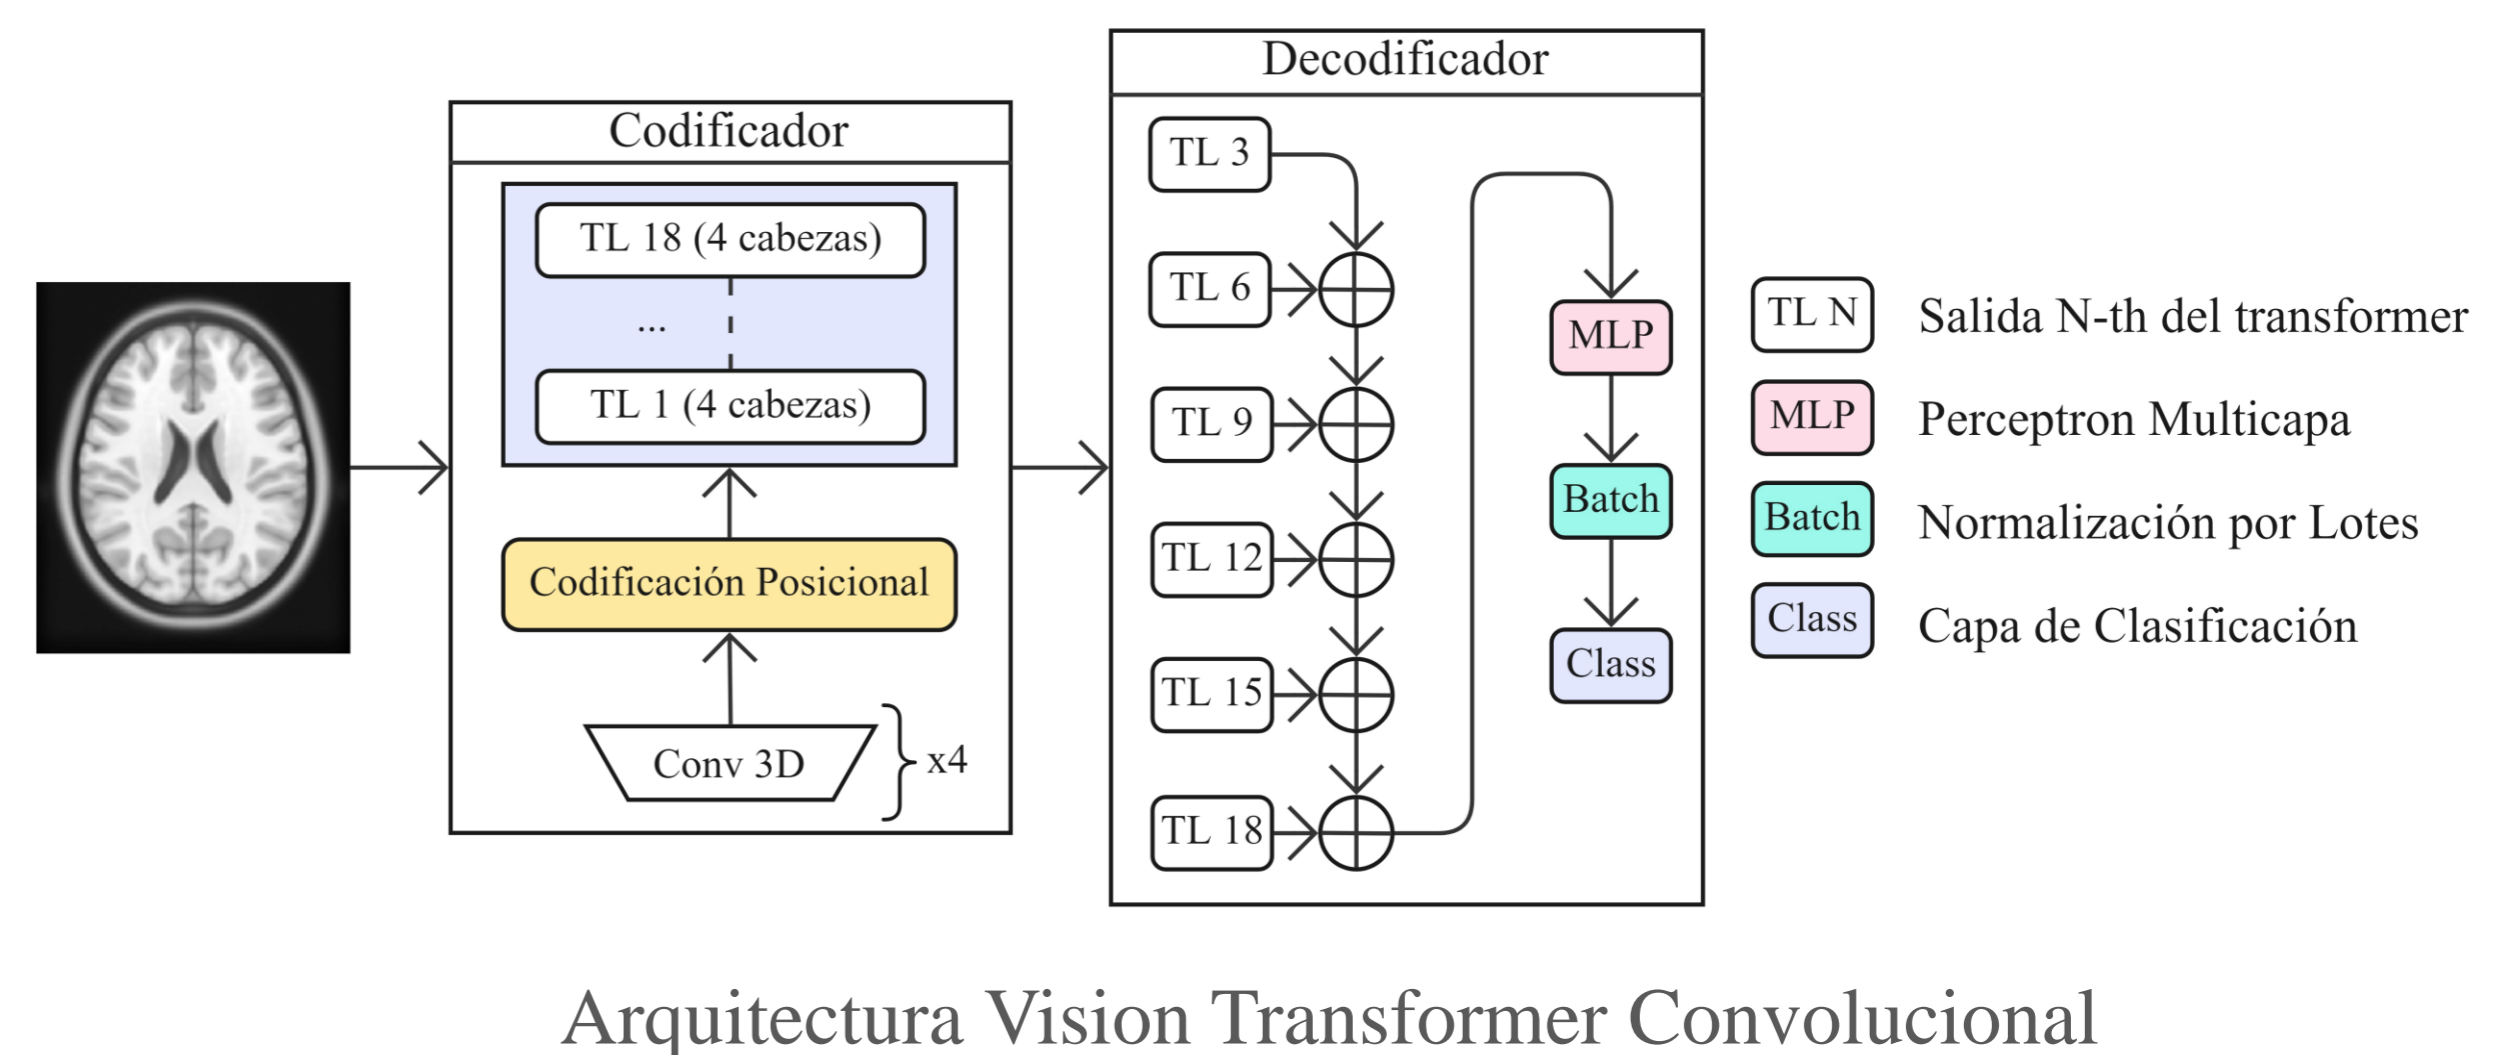 Codificador
TL 18 (4 cabezas)
...
TL 1 (4 cabezas)
Codificación Posicional
Conv 3D
x4
Decodificador
TL 3
TL 6
TL 9
TL 12
TL 15
TL 18
MLP
Batch
Class
TL N Salida N-th del transformer
MLP Perceptron Multicapa
Batch Normalización por Lotes
Class Capa de Clasificación
Arquitectura Vision Transformer Convolucional